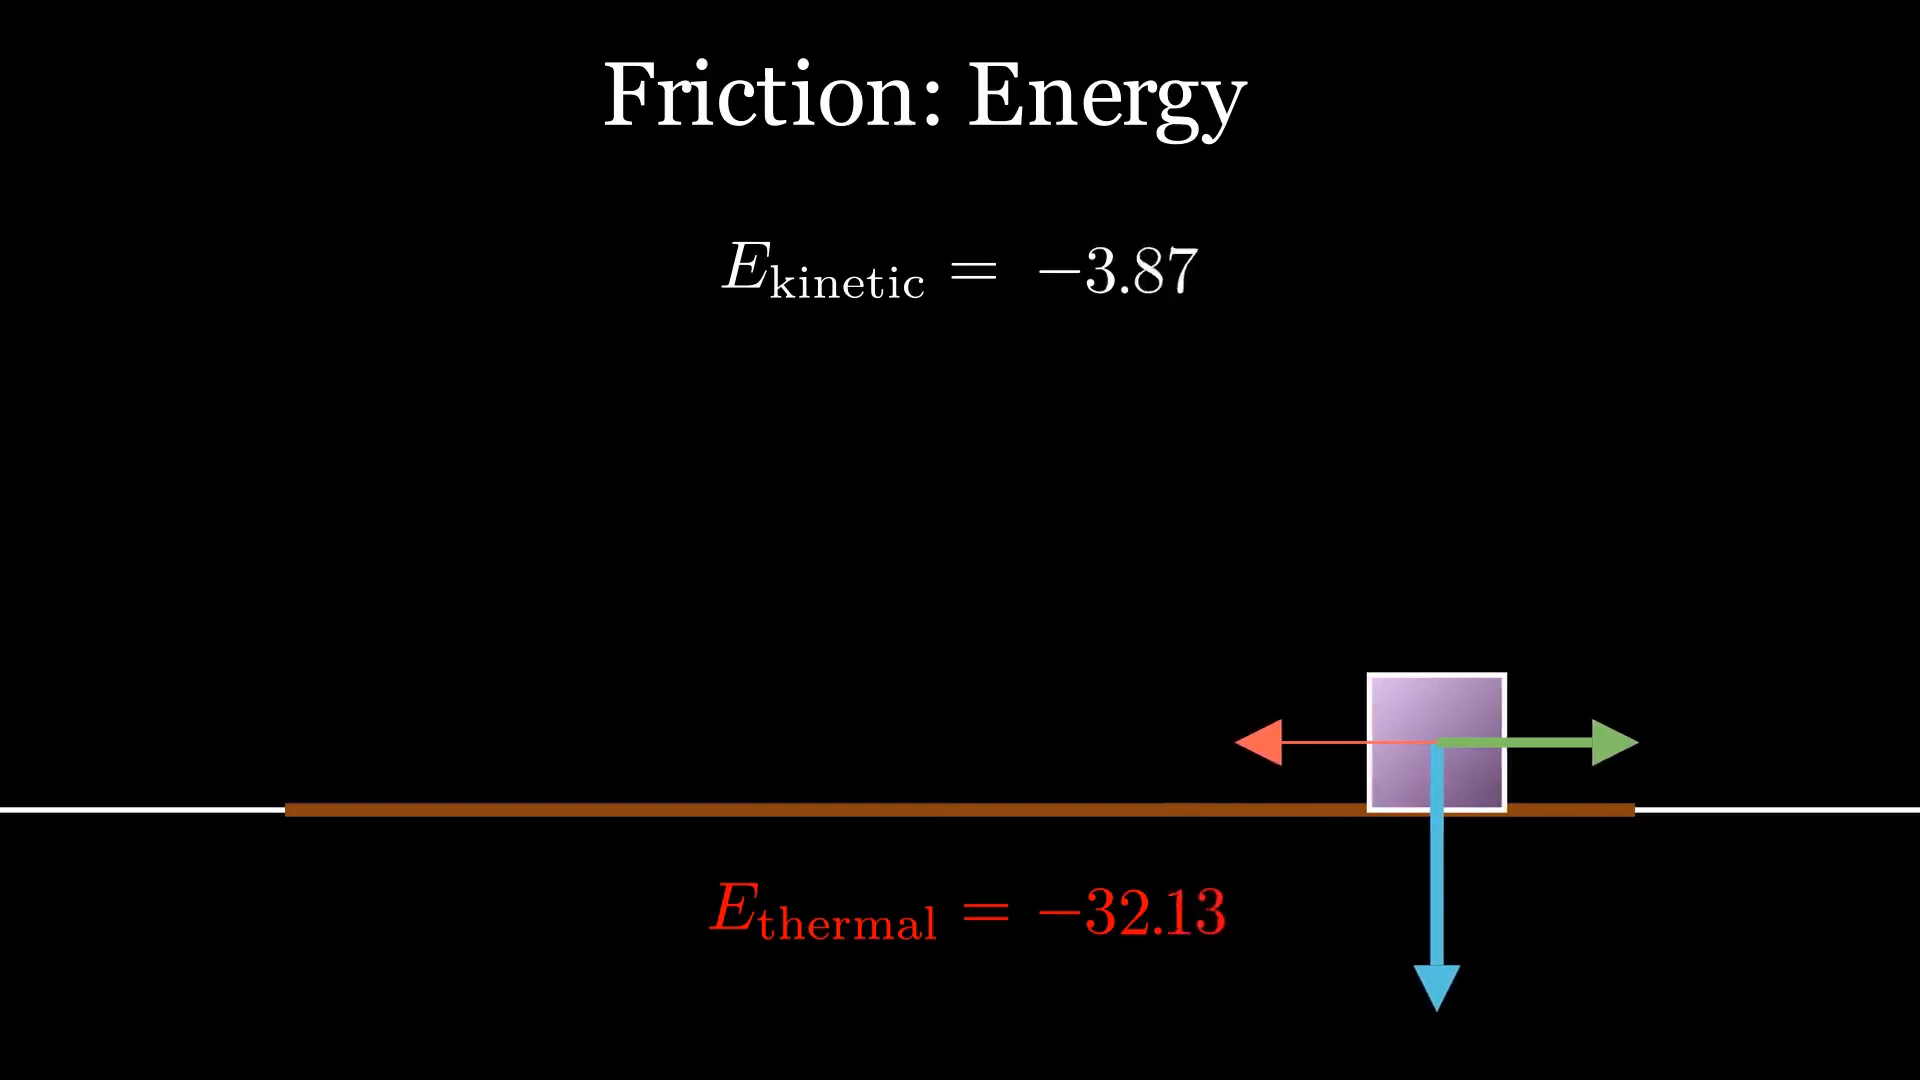 Friction: Energy
E_kinetic = −3.87
E_thermal = −32.13